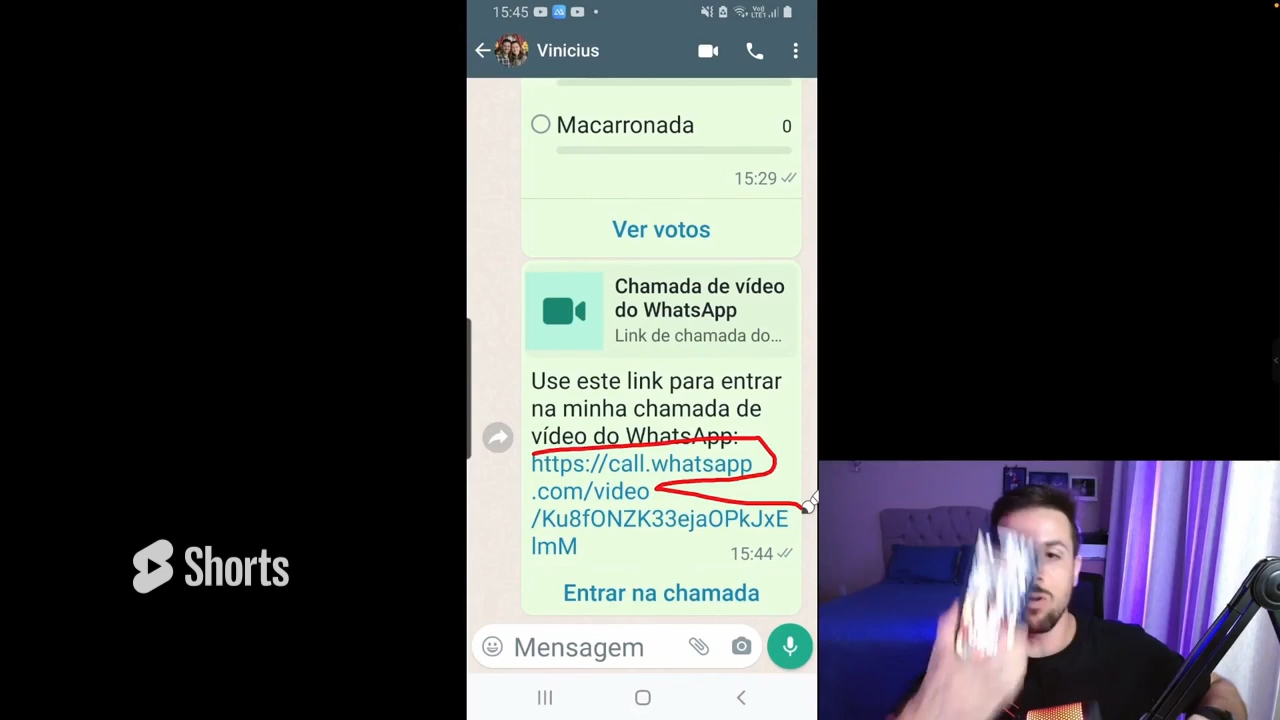 15:45
Vinicius
Macarronada 0
15:29
Ver votos
Chamada de vídeo
do WhatsApp
Link de chamada do...
Use este link para entrar
na minha chamada de
vídeo do WhatsApp:
https://call.whatsapp
.com/video
/Ku8fONZK33ejaOPkJxE
lmM
15:44
Entrar na chamada
Shorts
Mensagem